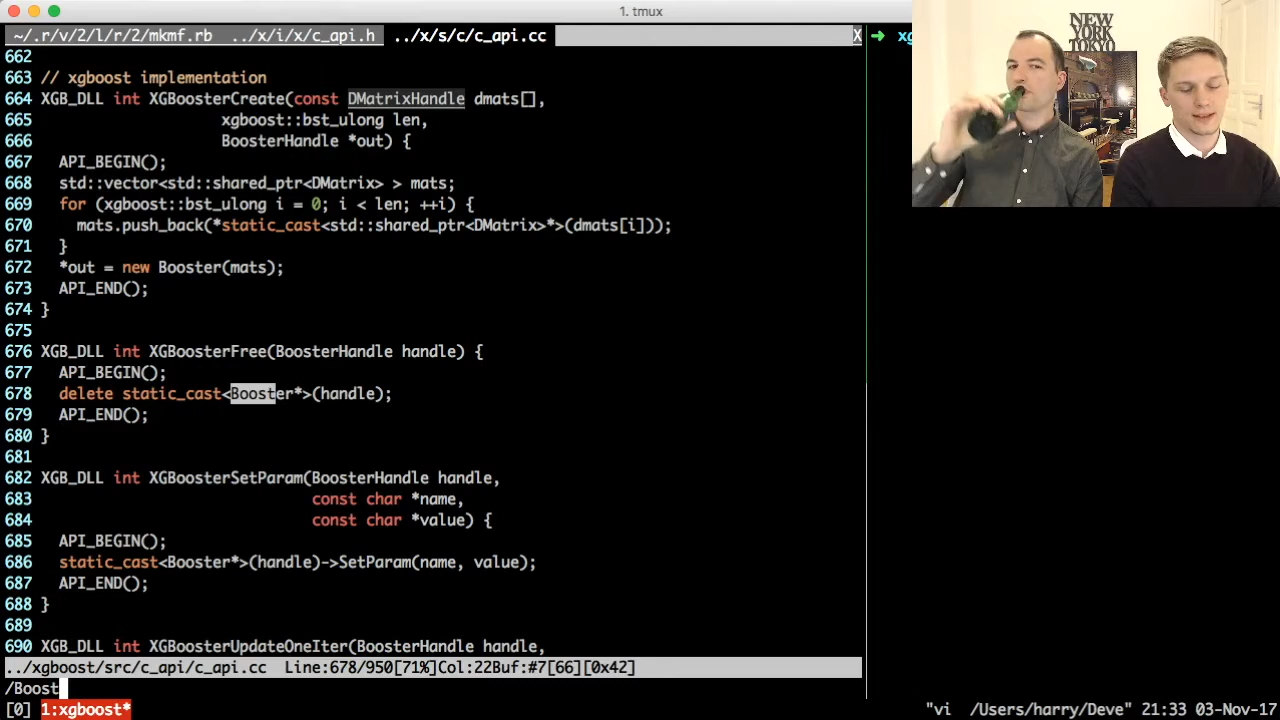 1. tmux
~/.r/v/2/l/r/2/mkmf.rb ../x/i/x/c_api.h ../x/s/c/c_api.cc X
→ xg
NEW
YORK
TOKYO
662
663 // xgboost implementation
664 XGB_DLL int XGBoosterCreate(const DMatrixHandle dmats[],
665 xgboost::bst_ulong len,
666 BoosterHandle *out) {
667 API_BEGIN();
668 std::vector<std::shared_ptr<DMatrix> > mats;
669 for (xgboost::bst_ulong i = 0; i < len; ++i) {
670 mats.push_back(*static_cast<std::shared_ptr<DMatrix>*>(dmats[i]));
671 }
672 *out = new Booster(mats);
673 API_END();
674 }
675
676 XGB_DLL int XGBoosterFree(BoosterHandle handle) {
677 API_BEGIN();
678 delete static_cast<Booster*>(handle);
679 API_END();
680 }
681
682 XGB_DLL int XGBoosterSetParam(BoosterHandle handle,
683 const char *name,
684 const char *value) {
685 API_BEGIN();
686 static_cast<Booster*>(handle)->SetParam(name, value);
687 API_END();
688 }
689
690 XGB_DLL int XGBoosterUpdateOneIter(BoosterHandle handle,
../xgboost/src/c_api/c_api.cc Line:678/950[71%]Col:22Buf:#7[66][0x42]
/Boost
[0] 1:xgboost* "vi /Users/harry/Deve" 21:33 03-Nov-17